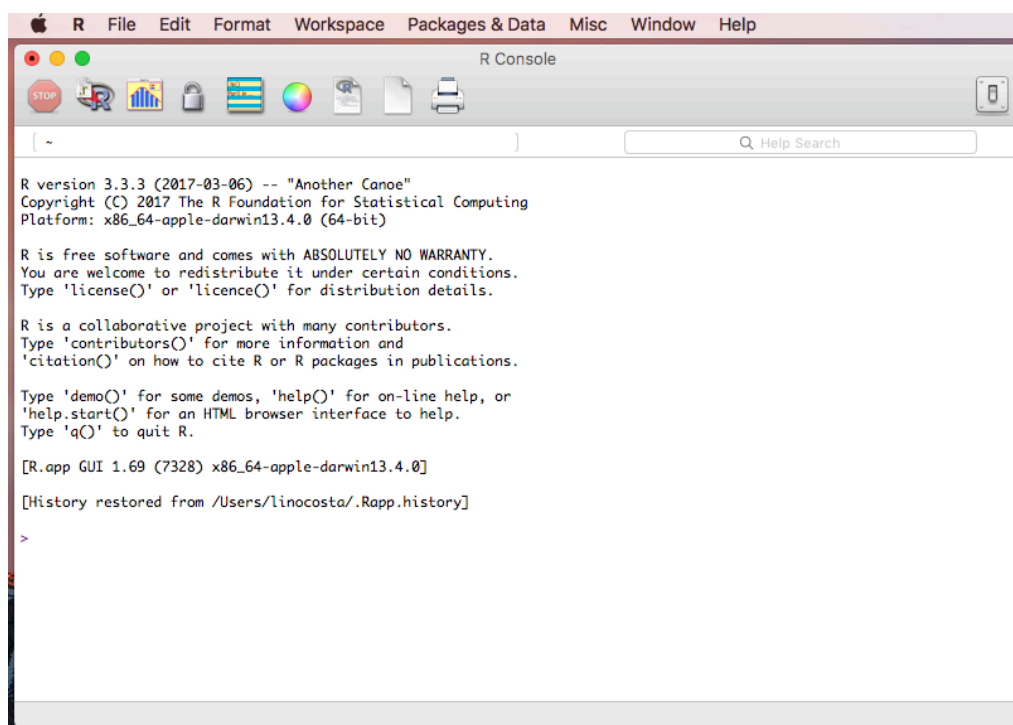 R File Edit Format Workspace Packages & Data Misc Window Help
R Console
STOP
~
Help Search
R version 3.3.3 (2017-03-06) -- "Another Canoe"
Copyright (C) 2017 The R Foundation for Statistical Computing
Platform: x86_64-apple-darwin13.4.0 (64-bit)
R is free software and comes with ABSOLUTELY NO WARRANTY.
You are welcome to redistribute it under certain conditions.
Type 'license()' or 'licence()' for distribution details.
R is a collaborative project with many contributors.
Type 'contributors()' for more information and
'citation()' on how to cite R or R packages in publications.
Type 'demo()' for some demos, 'help()' for on-line help, or
'help.start()' for an HTML browser interface to help.
Type 'q()' to quit R.
[R.app GUI 1.69 (7328) x86_64-apple-darwin13.4.0]
[History restored from /Users/linocosta/.Rapp.history]
>